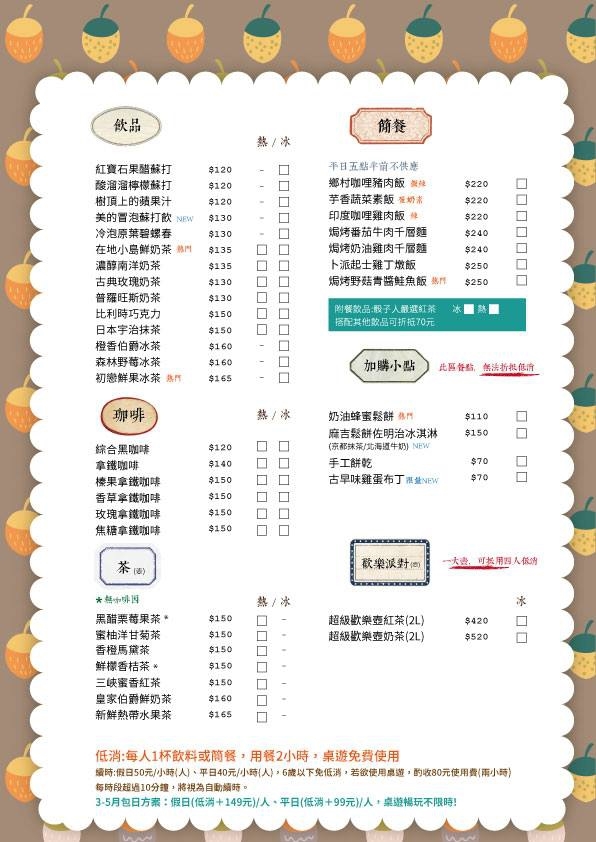 飲品
熱 / 冰
紅寶石果醋蘇打 $120 - □
酸溜溜檸檬蘇打 $120 - □
樹頂上的蘋果汁 $120 - □
美的冒泡蘇打飲 NEW $130 - □
冷泡原葉碧螺春 $130 - □
在地小島鮮奶茶 熱門 $135 □ □
濃醇南洋奶茶 $135 □ □
古典玫瑰奶茶 $130 □ □
普羅旺斯奶茶 $130 □ □
比利時巧克力 $150 □ □
日本宇治抹茶 $150 □ □
橙香伯爵冰茶 $160 - □
森林野莓冰茶 $160 - □
初戀鮮果冰茶 熱門 $165 - □
珈啡
熱 / 冰
綜合黑咖啡 $120 □ □
拿鐵咖啡 $140 □ □
榛果拿鐵咖啡 $150 □ □
香草拿鐵咖啡 $150 □ □
玫瑰拿鐵咖啡 $150 □ □
焦糖拿鐵咖啡 $150 □ □
茶 (壺)
*無咖啡因
熱 / 冰
黑醋栗莓果茶 * $150 □ -
蜜柚洋甘菊茶 $150 □ -
香橙馬黛茶 $150 □ -
鮮檬香桔茶 * $150 □ -
三峽蜜香紅茶 $150 □ -
皇家伯爵鮮奶茶 $160 □ -
新鮮熱帶水果茶 $165 □ -
簡餐
平日五點半前不供應
鄉村咖哩豬肉飯 微辣 $220 □
芋香蔬菜素飯 蛋奶素 $220 □
印度咖哩雞肉飯 辣 $220 □
焗烤番茄牛肉千層麵 $240 □
焗烤奶油雞肉千層麵 $240 □
卜派起士雞丁燉飯 $250 □
焗烤野菇青醬鮭魚飯 熱門 $250 □
附餐飲品:骰子人嚴選紅茶 冰 □ 熱 □
搭配其他飲品可折抵70元
加購小點
此區餐點，無法折抵低消
奶油蜂蜜鬆餅 熱門 $110 □
麻吉鬆餅佐明治冰淇淋 $150 □
(京都抹茶/北海道牛奶) NEW
手工餅乾 $70 □
古早味雞蛋布丁 限量NEW $70 □
歡樂派對 (壺)
一大壺，可抵用四人低消
冰
超級歡樂壺紅茶(2L) $420 □
超級歡樂壺奶茶(2L) $520 □
低消:每人1杯飲料或簡餐，用餐2小時，桌遊免費使用
續時:假日50元/小時(人)、平日40元/小時(人)，6歲以下免低消，若欲使用桌遊，酌收80元使用費(兩小時)
每時段超過10分鐘，將視為自動續時。
3-5月包日方案：假日(低消＋149元)/人、平日(低消＋99元)/人，桌遊暢玩不限時!